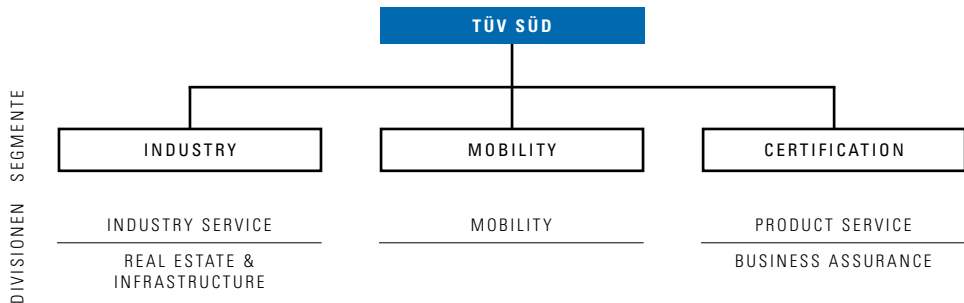 TÜV SÜD
SEGMENTE
INDUSTRY
MOBILITY
CERTIFICATION
DIVISIONEN
INDUSTRY SERVICE
MOBILITY
PRODUCT SERVICE
REAL ESTATE &
INFRASTRUCTURE
BUSINESS ASSURANCE